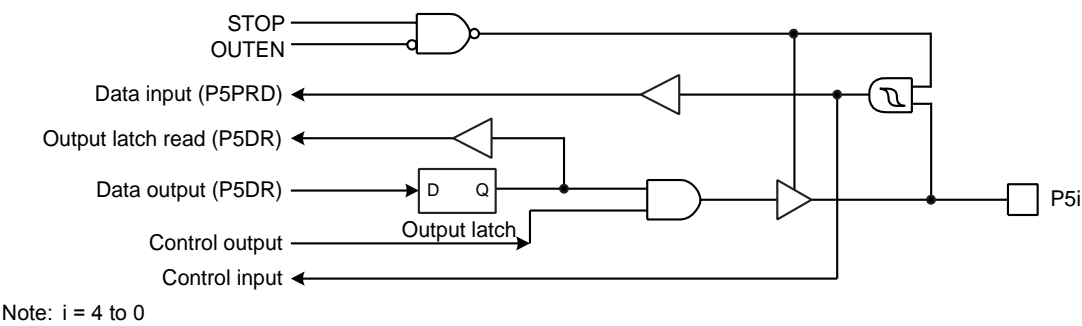 STOP
OUTEN
Data input (P5PRD)
Output latch read (P5DR)
Data output (P5DR)
D Q
P5i
Output latch
Control output
Control input
Note: i = 4 to 0